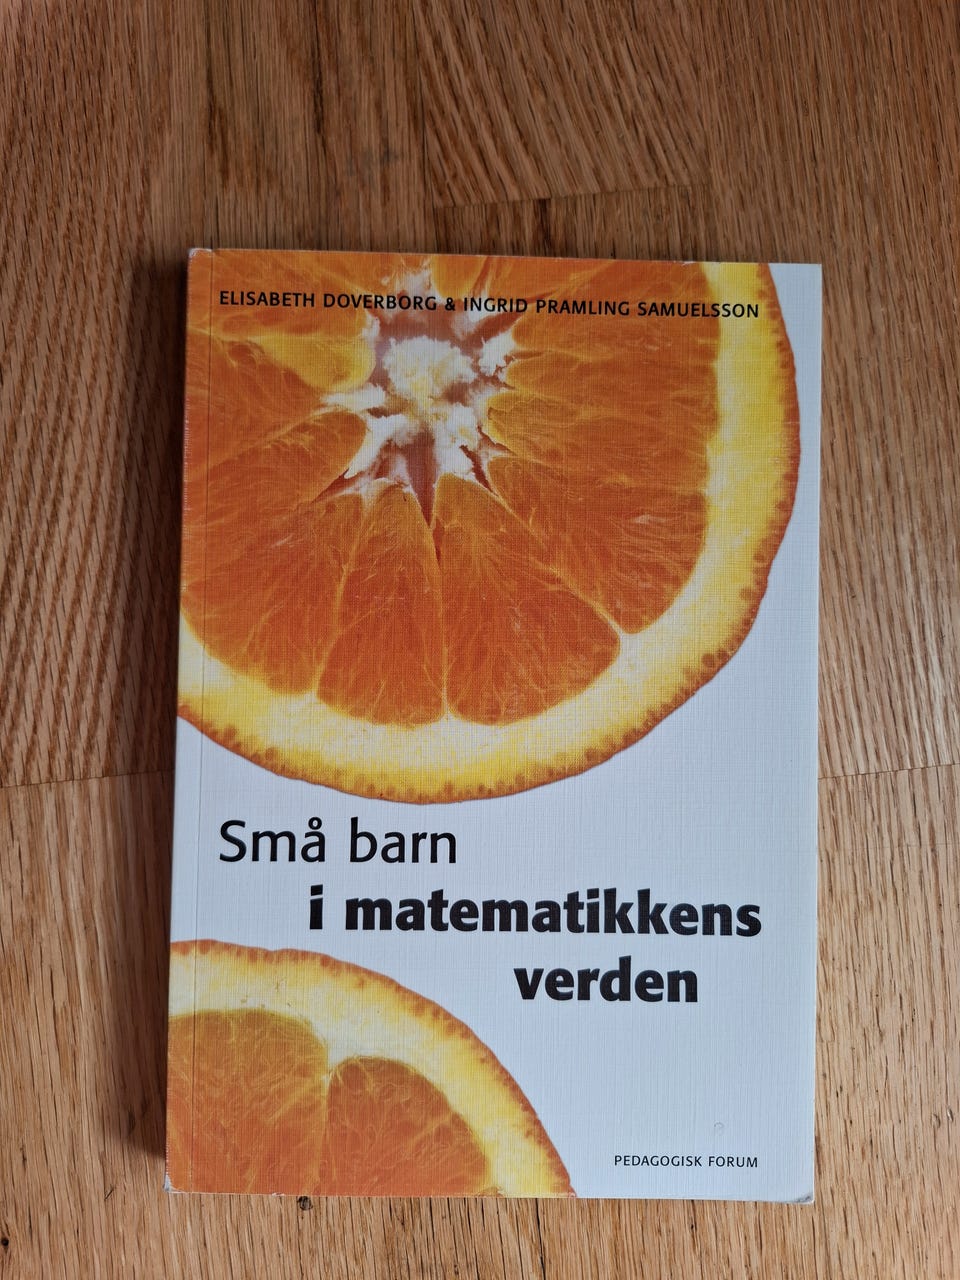 ELISABETH DOVERBORG & INGRID PRAMLING SAMUELSSON
Små barn
i matematikkens
verden
PEDAGOGISK FORUM